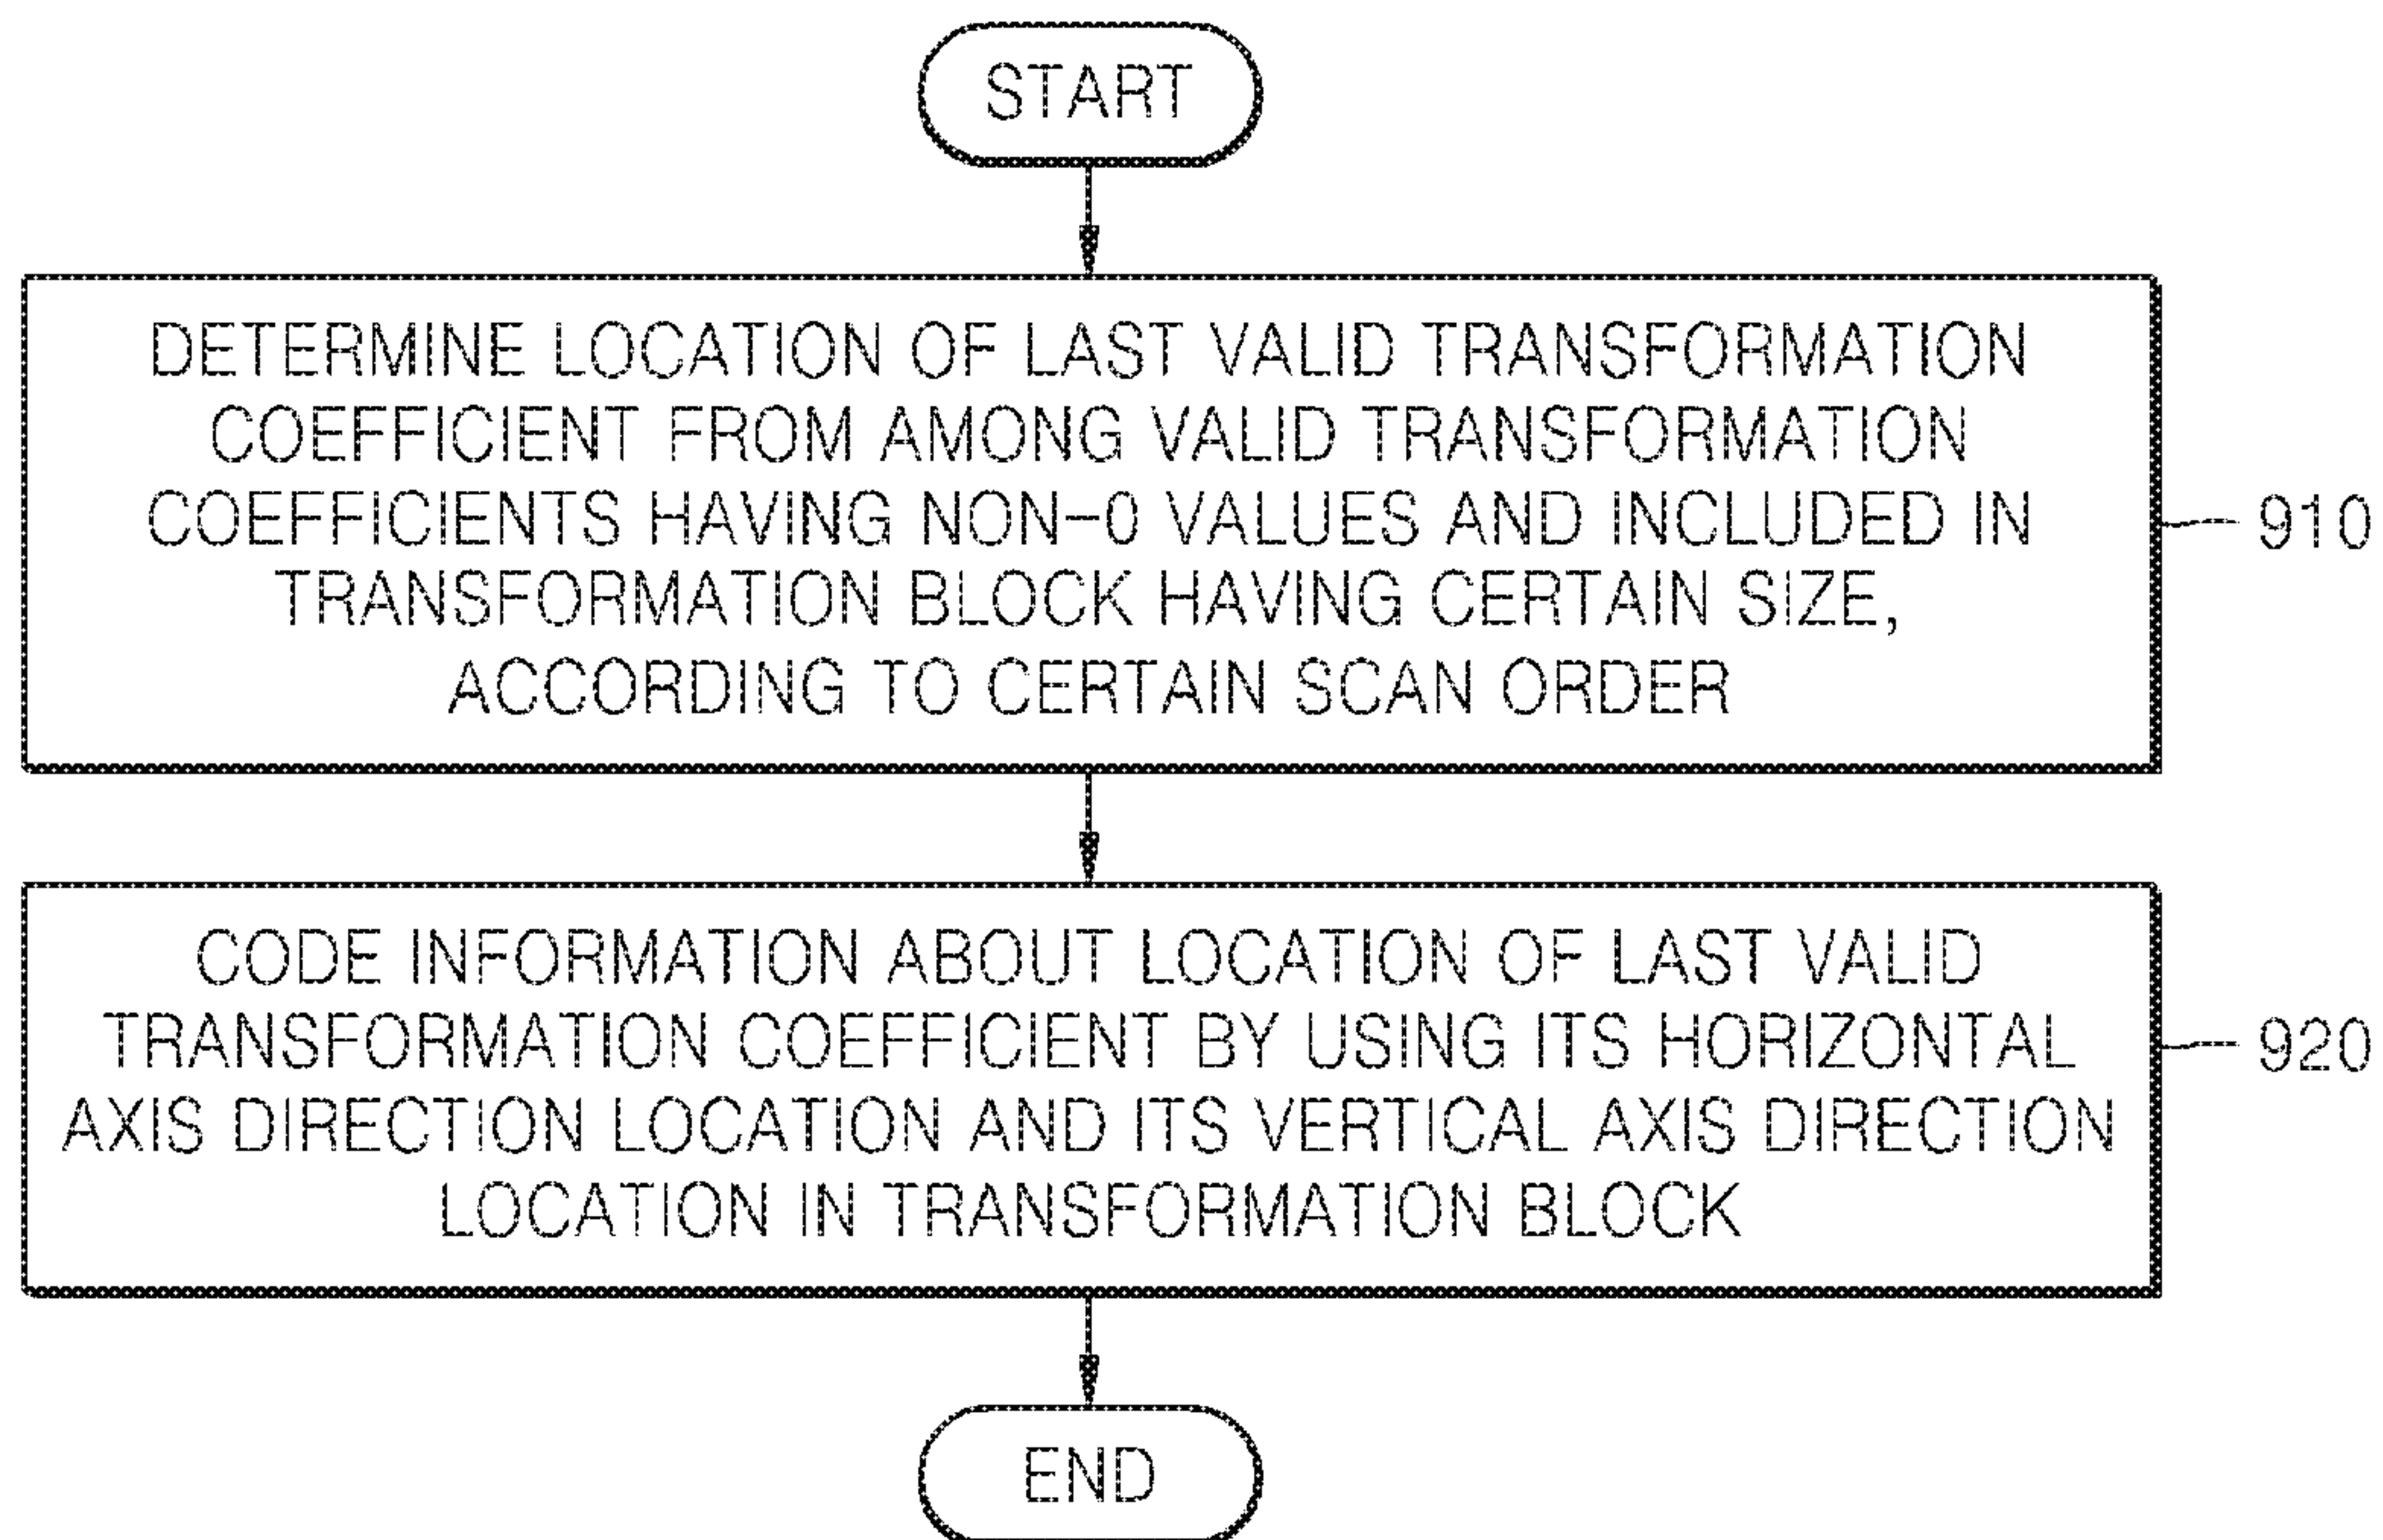 START
DETERMINE LOCATION OF LAST VALID TRANSFORMATION
COEFFICIENT FROM AMONG VALID TRANSFORMATION
COEFFICIENTS HAVING NON-0 VALUES AND INCLUDED IN
TRANSFORMATION BLOCK HAVING CERTAIN SIZE,
ACCORDING TO CERTAIN SCAN ORDER
910
CODE INFORMATION ABOUT LOCATION OF LAST VALID
TRANSFORMATION COEFFICIENT BY USING ITS HORIZONTAL
AXIS DIRECTION LOCATION AND ITS VERTICAL AXIS DIRECTION
LOCATION IN TRANSFORMATION BLOCK
920
END